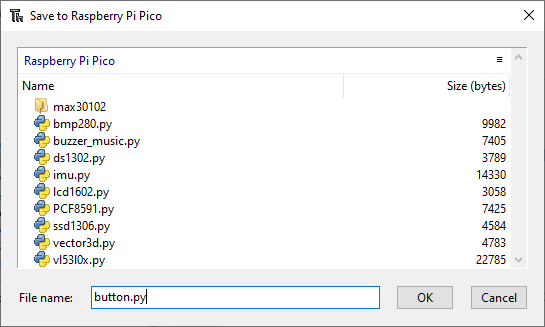 Save to Raspberry Pi Pico
Raspberry Pi Pico
Name Size (bytes)
max30102
bmp280.py 9982
buzzer_music.py 7405
ds1302.py 3789
imu.py 14330
lcd1602.py 3058
PCF8591.py 7425
ssd1306.py 4584
vector3d.py 4783
vl53l0x.py 22785
File name: button.py OK Cancel